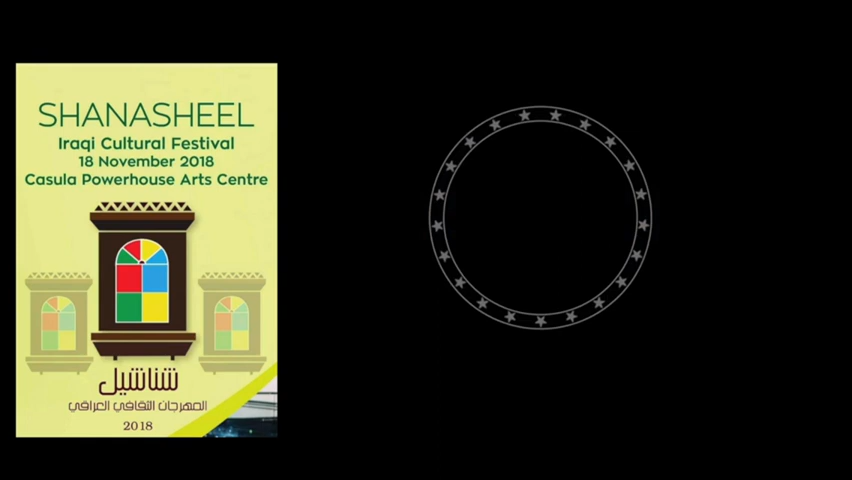 SHANASHEEL
Iraqi Cultural Festival
18 November 2018
Casula Powerhouse Arts Centre
شناشيل
المهرجان الثقافي العراقي
2018